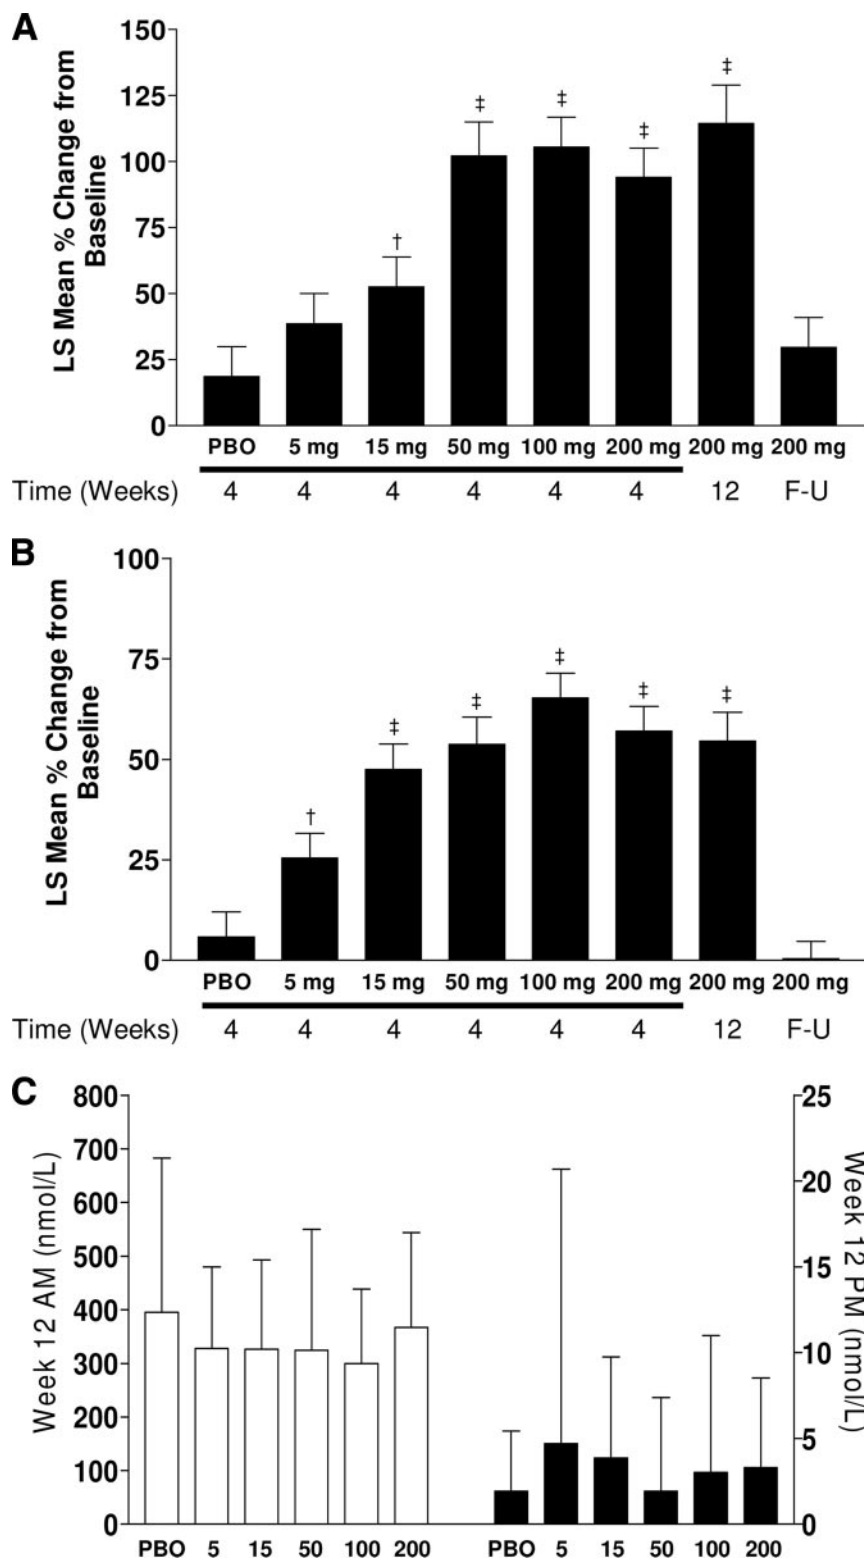 A
LS Mean % Change from
Baseline
150
125
100
75
50
25
0
† ‡ ‡ ‡ ‡
PBO 5 mg 15 mg 50 mg 100 mg 200 mg 200 mg 200 mg
Time (Weeks) 4 4 4 4 4 4 12 F-U
B
LS Mean % Change from
Baseline
100
75
50
25
0
† ‡ ‡ ‡ ‡ ‡
PBO 5 mg 15 mg 50 mg 100 mg 200 mg 200 mg 200 mg
Time (Weeks) 4 4 4 4 4 4 12 F-U
C
Week 12 AM (nmol/L)
800
700
600
500
400
300
200
100
0
PBO 5 15 50 100 200
PBO 5 15 50 100 200
25
20
15
10
5
0
Week 12 PM (nmol/L)